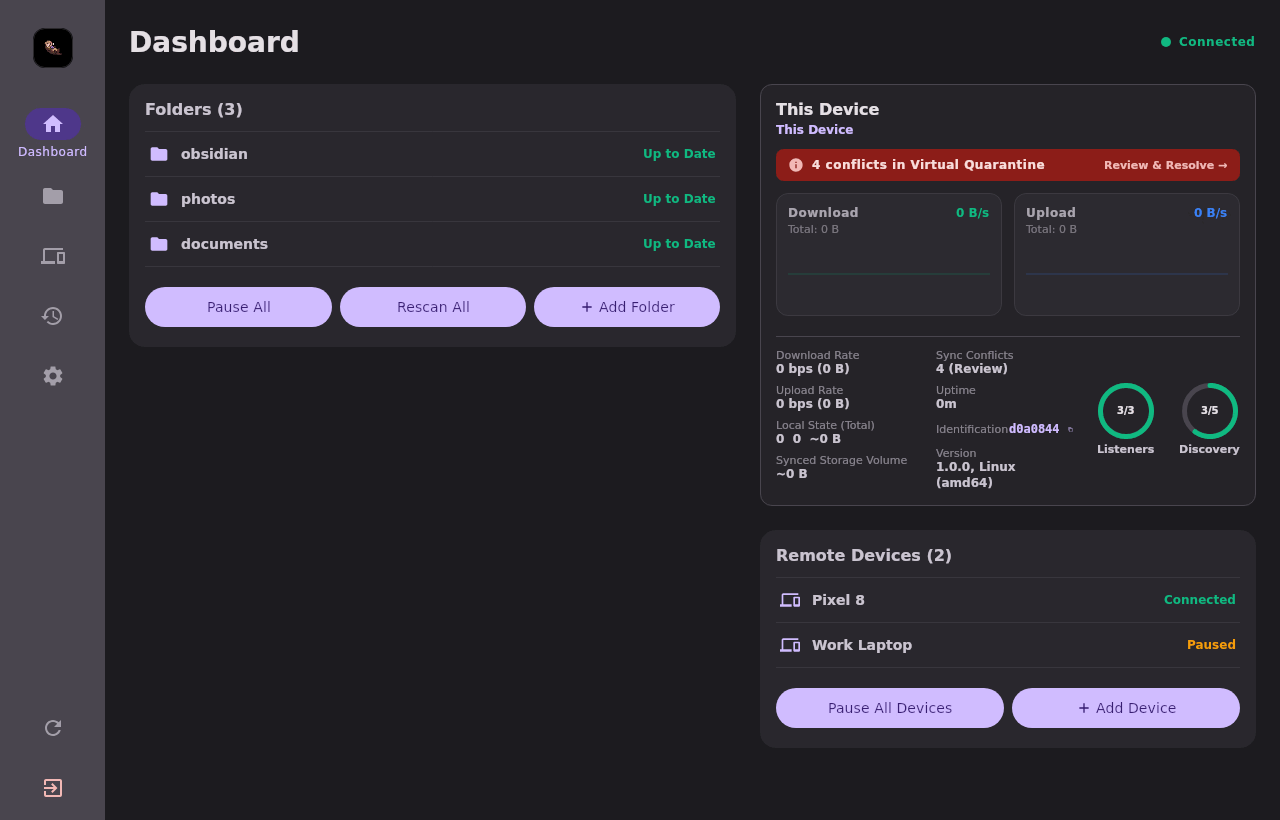 Dashboard
Connected
Dashboard
Folders (3)
obsidian Up to Date
photos Up to Date
documents Up to Date
Pause All Rescan All + Add Folder
This Device
This Device
4 conflicts in Virtual Quarantine Review & Resolve →
Download 0 B/s
Total: 0 B
Upload 0 B/s
Total: 0 B
Download Rate
0 bps (0 B)
Upload Rate
0 bps (0 B)
Local State (Total)
0 0 ~0 B
Synced Storage Volume
~0 B
Sync Conflicts
4 (Review)
Uptime
0m
Identification d0a0844
Version
1.0.0, Linux
(amd64)
3/3
Listeners
3/5
Discovery
Remote Devices (2)
Pixel 8 Connected
Work Laptop Paused
Pause All Devices + Add Device